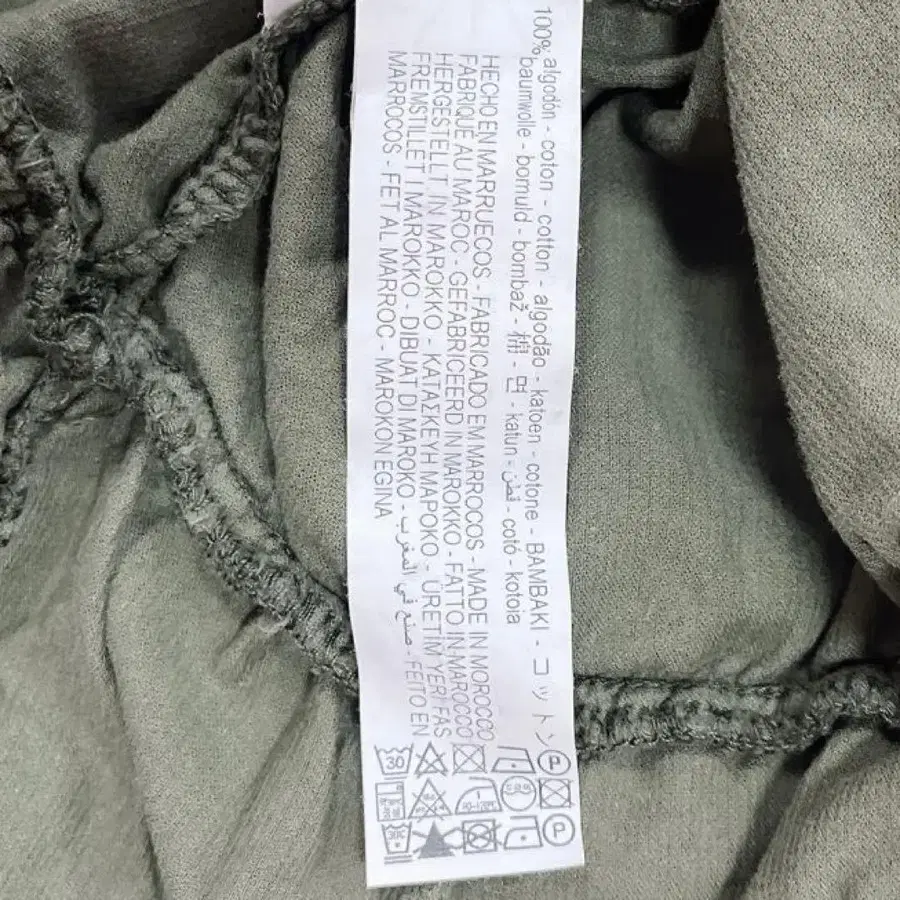 100% algodón - coton - cotton - algodão - katoen - cotone - BAMBAKI - コットン
baumwolle - bomuld - bombaž - 棉 - 면 - katun - قطن - cotó - kotoia
HECHO EN MARRUECOS - FABRICADO EM MARROCOS - MADE IN MOROCCO
FABRIQUÉ AU MAROC - GEFABRICEERD IN MAROKKO - FATTO IN MAROCCO
HERGESTELLT IN MAROKKO - ΚΑΤΑΣΚΕΥΗ ΜΑΡΟΚΟ - URETİM YERİ FAS
FREMSTILLET I MAROKKO - DIBUAT DI MAROKO - صنع في المغرب - FEITO EN
MARROCOS - FET AL MARROC - MAROKON EGINA
30
P
P